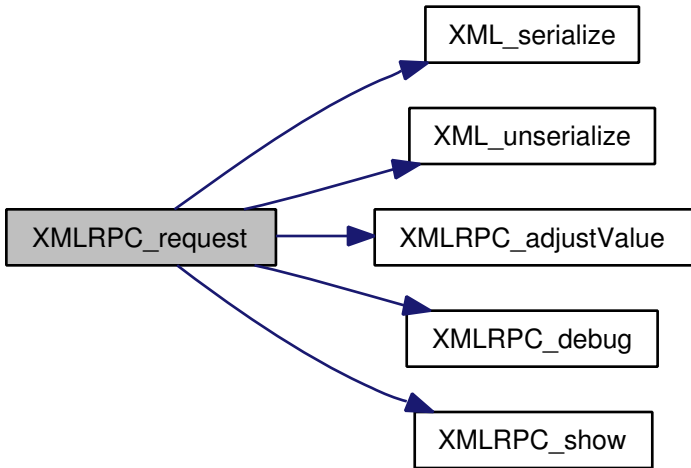 XML_serialize
XML_unserialize
XMLRPC_request
XMLRPC_adjustValue
XMLRPC_debug
XMLRPC_show